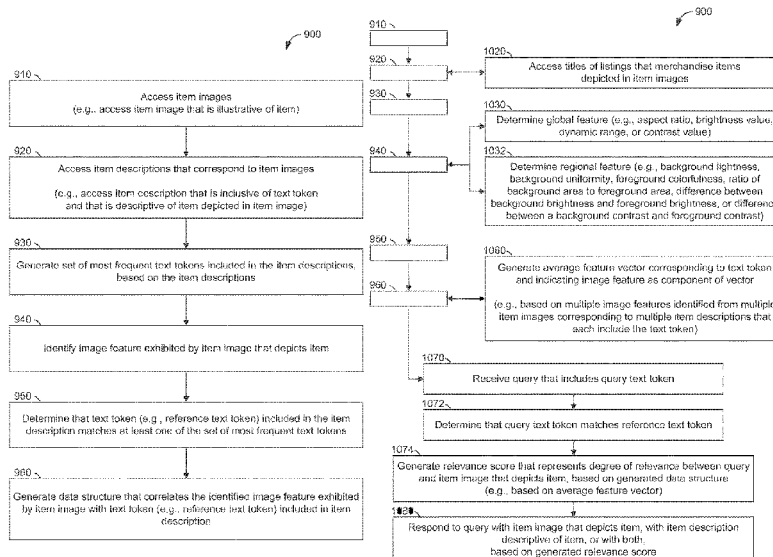 900
910
Access item images
(e.g., access item image that is illustrative of item)
920
Access item descriptions that correspond to item images
(e.g., access item description that is inclusive of text token
and that is descriptive of item depicted in item image)
930
Generate set of most frequent text tokens included in the item descriptions,
based on the item descriptions
940
Identify image feature exhibited by item image that depicts item
950
Determine that text token (e.g., reference text token) included in the item
description matches at least one of the set of most frequent text tokens
960
Generate data structure that correlates the identified image feature exhibited
by item image with text token (e.g., reference text token) included in item
description
900
910
920
930
940
950
960
1020
Access titles of listings that merchandise items
depicted in item images
1030
Determine global feature (e.g., aspect ratio, brightness value,
dynamic range, or contrast value)
1032
Determine regional feature (e.g., background lightness,
background uniformity, foreground colorfulness, ratio of
background area to foreground area, difference between
background brightness and foreground brightness, or difference
between a background contrast and foreground contrast)
1060
Generate average feature vector corresponding to text token
and indicating image feature as component of vector
(e.g., based on multiple image features identified from multiple
item images corresponding to multiple item descriptions that
each include the text token)
1070
Receive query that includes query text token
1072
Determine that query text token matches reference text token
1074
Generate relevance score that represents degree of relevance between query
and item image that depicts item, based on generated data structure
(e.g., based on average feature vector)
Respond to query with item image that depicts item, with item description
descriptive of item, or with both,
based on generated relevance score